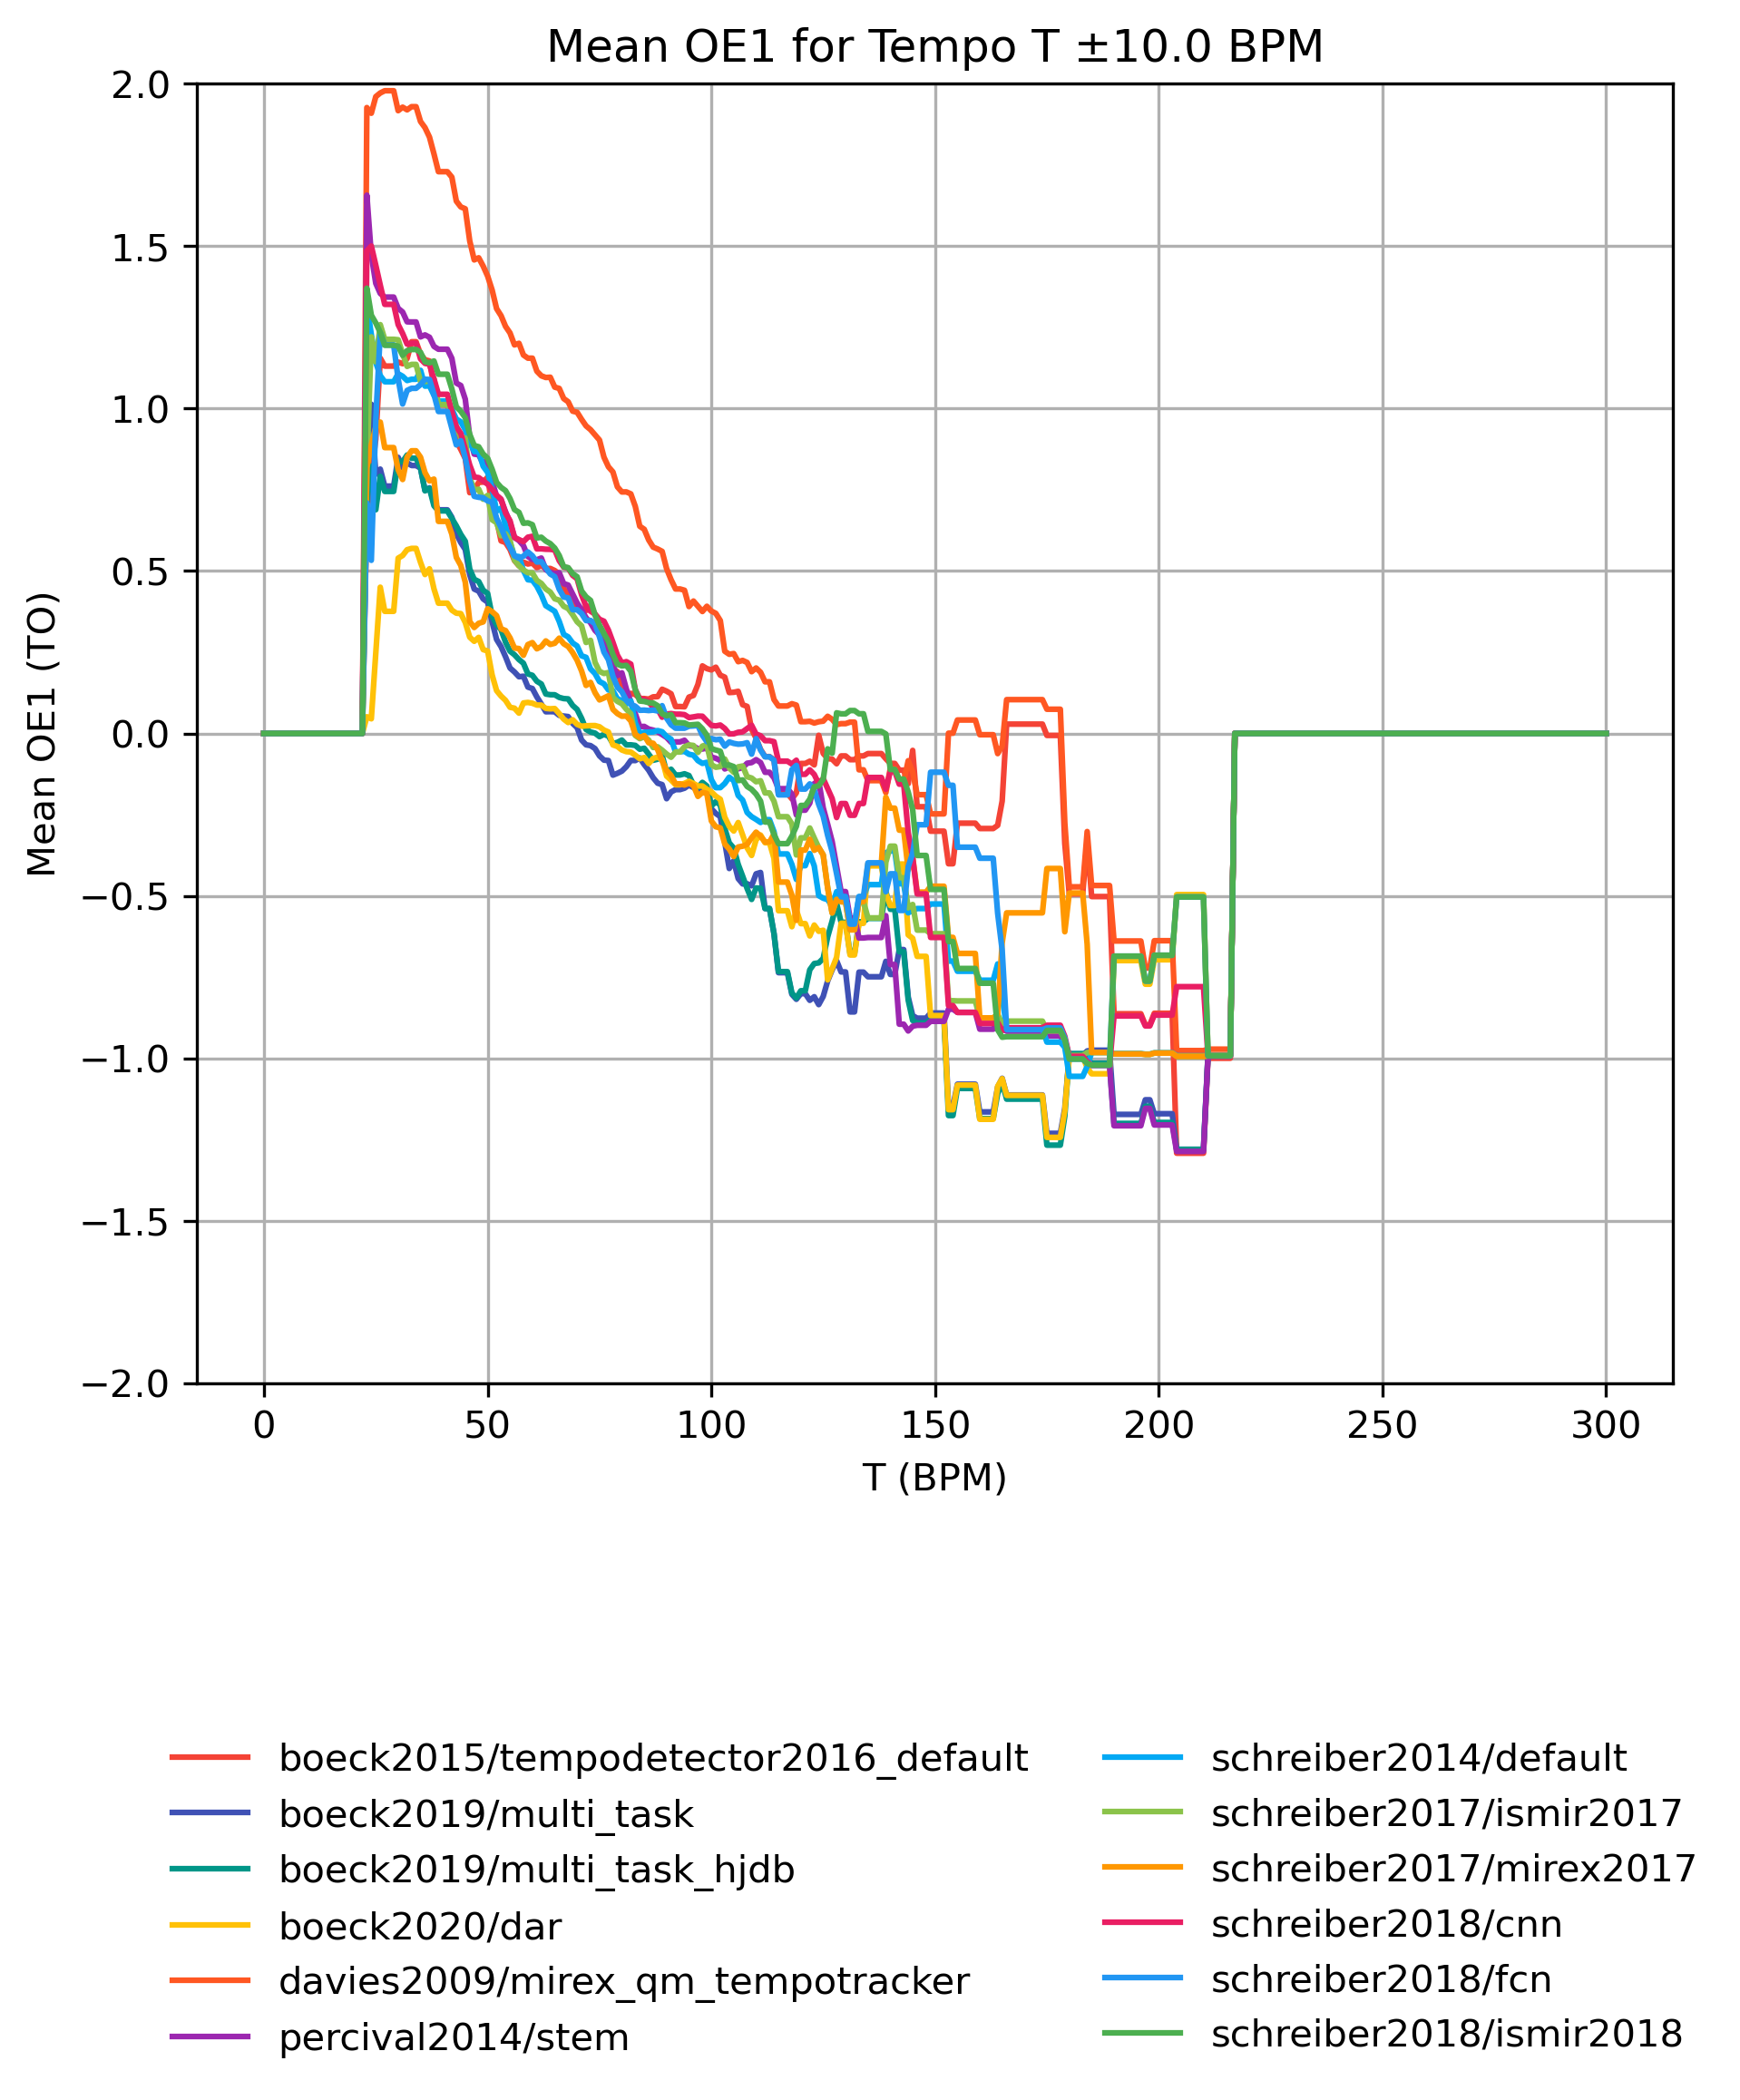 Mean OE1 for Tempo T ±10.0 BPM
2.0
1.5
1.0
0.5
0.0
−0.5
−1.0
−1.5
−2.0
Mean OE1 (TO)
0 50 100 150 200 250 300
T (BPM)
boeck2015/tempodetector2016_default
boeck2019/multi_task
boeck2019/multi_task_hjdb
boeck2020/dar
davies2009/mirex_qm_tempotracker
percival2014/stem
schreiber2014/default
schreiber2017/ismir2017
schreiber2017/mirex2017
schreiber2018/cnn
schreiber2018/fcn
schreiber2018/ismir2018